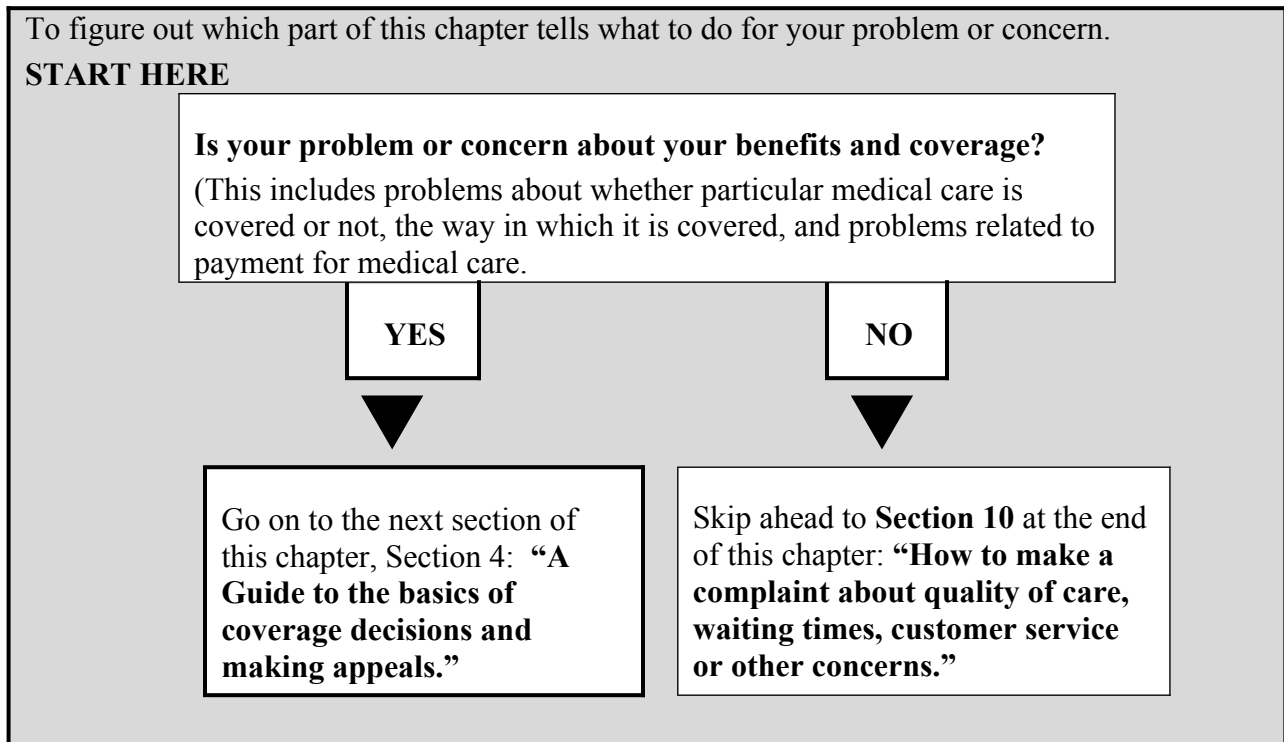 To figure out which part of this chapter tells what to do for your problem or concern.
START HERE
Is your problem or concern about your benefits and coverage?
(This includes problems about whether particular medical care is
covered or not, the way in which it is covered, and problems related to
payment for medical care.
YES
NO
Go on to the next section of
this chapter, Section 4: “A
Guide to the basics of
coverage decisions and
making appeals.”
Skip ahead to Section 10 at the end
of this chapter: “How to make a
complaint about quality of care,
waiting times, customer service
or other concerns.”